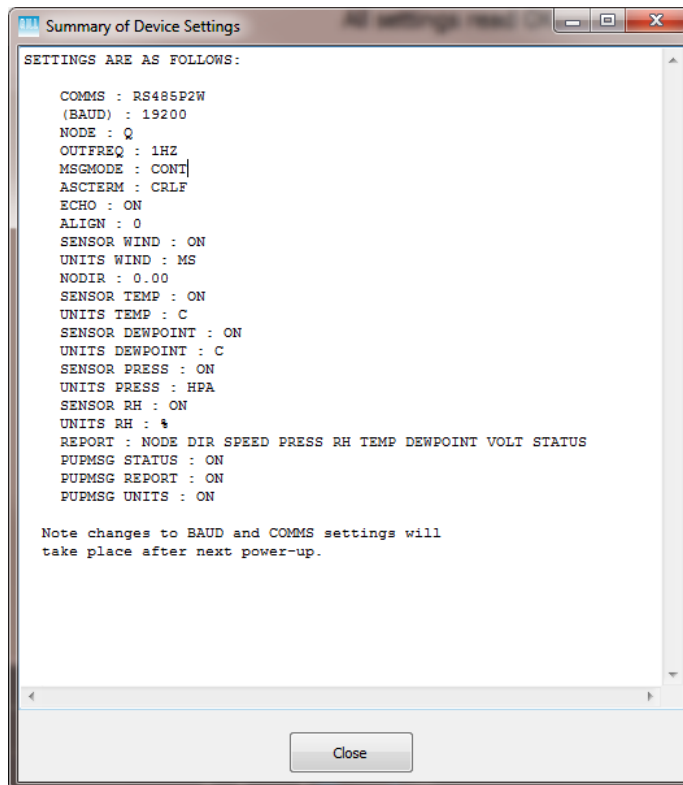 Summary of Device Settings
All settings read
SETTINGS ARE AS FOLLOWS:
COMMS : RS485P2W
(BAUD) : 19200
NODE : Q
OUTFREQ : 1HZ
MSGMODE : CONT
ASCTERM : CRLF
ECHO : ON
ALIGN : 0
SENSOR WIND : ON
UNITS WIND : MS
NODIR : 0.00
SENSOR TEMP : ON
UNITS TEMP : C
SENSOR DEWPOINT : ON
UNITS DEWPOINT : C
SENSOR PRESS : ON
UNITS PRESS : HPA
SENSOR RH : ON
UNITS RH : %
REPORT : NODE DIR SPEED PRESS RH TEMP DEWPOINT VOLT STATUS
PUPMSG STATUS : ON
PUPMSG REPORT : ON
PUPMSG UNITS : ON
Note changes to BAUD and COMMS settings will
take place after next power-up.
Close